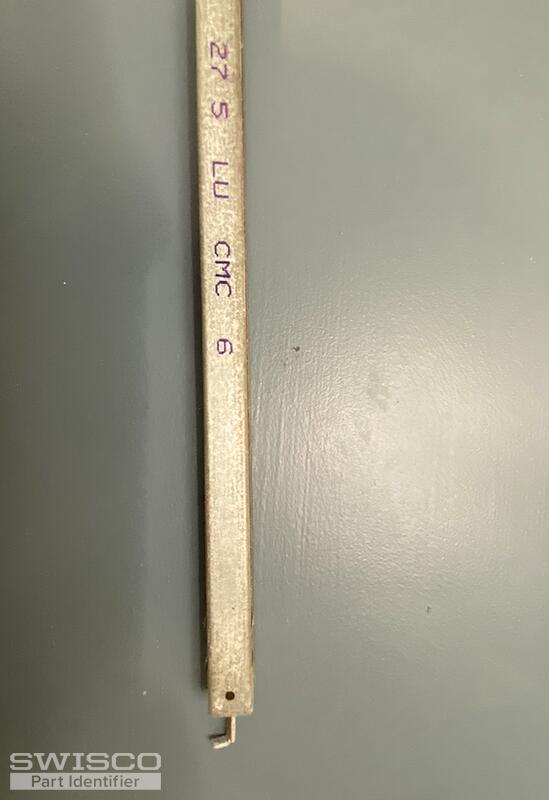 27 5 LU CMC 6
SWISCO
Part Identifier